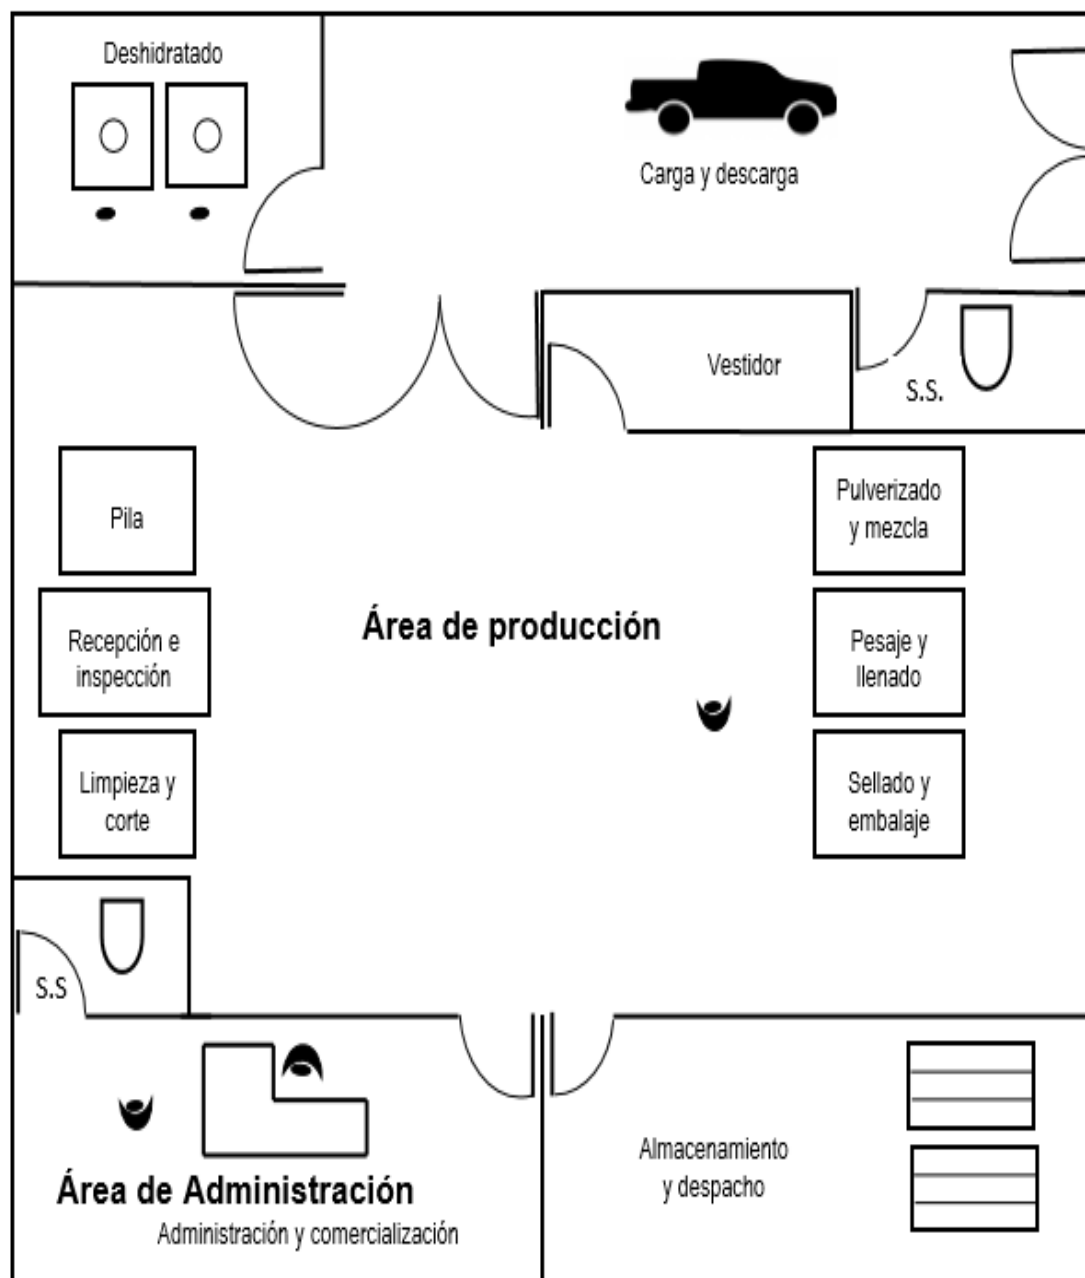 Deshidratado
Carga y descarga
Vestidor
S.S.
Pila
Pulverizado
y mezcla
Área de producción
Recepción e
inspección
Pesaje y
llenado
Limpieza y
corte
Sellado y
embalaje
S.S
Almacenamiento
y despacho
Área de Administración
Administración y comercialización